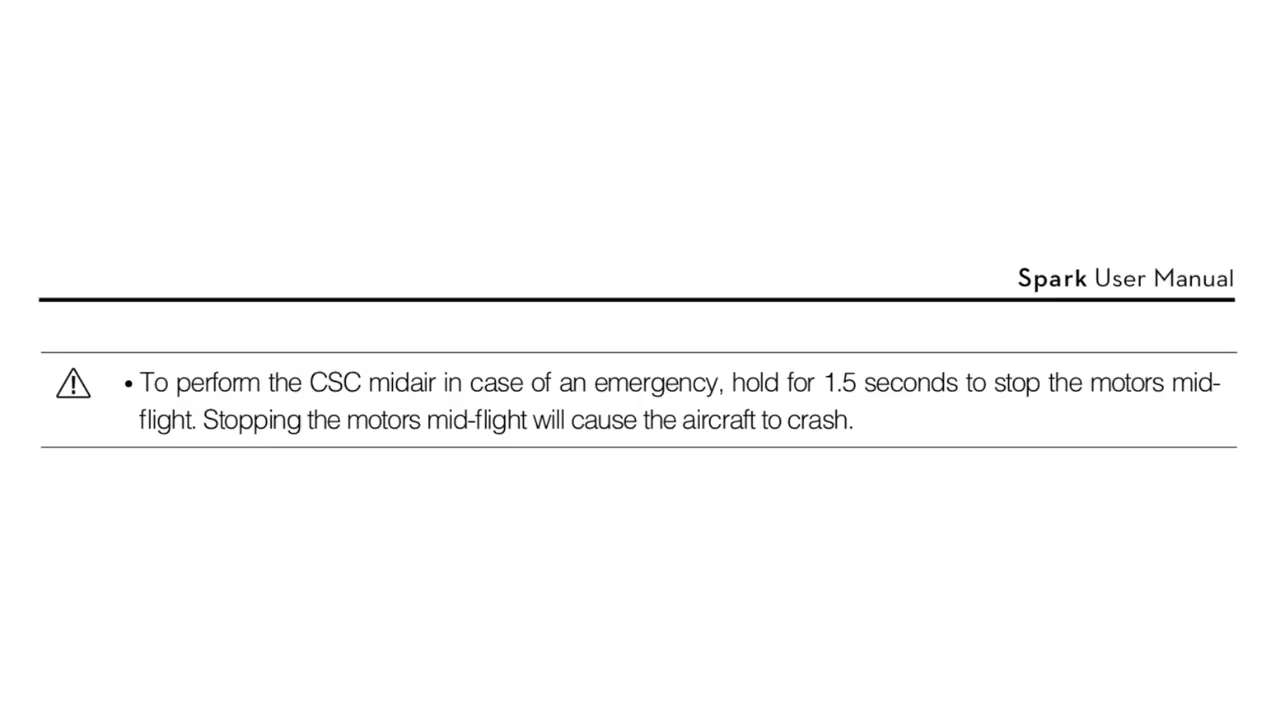 Spark User Manual
• To perform the CSC midair in case of an emergency, hold for 1.5 seconds to stop the motors mid-
flight. Stopping the motors mid-flight will cause the aircraft to crash.